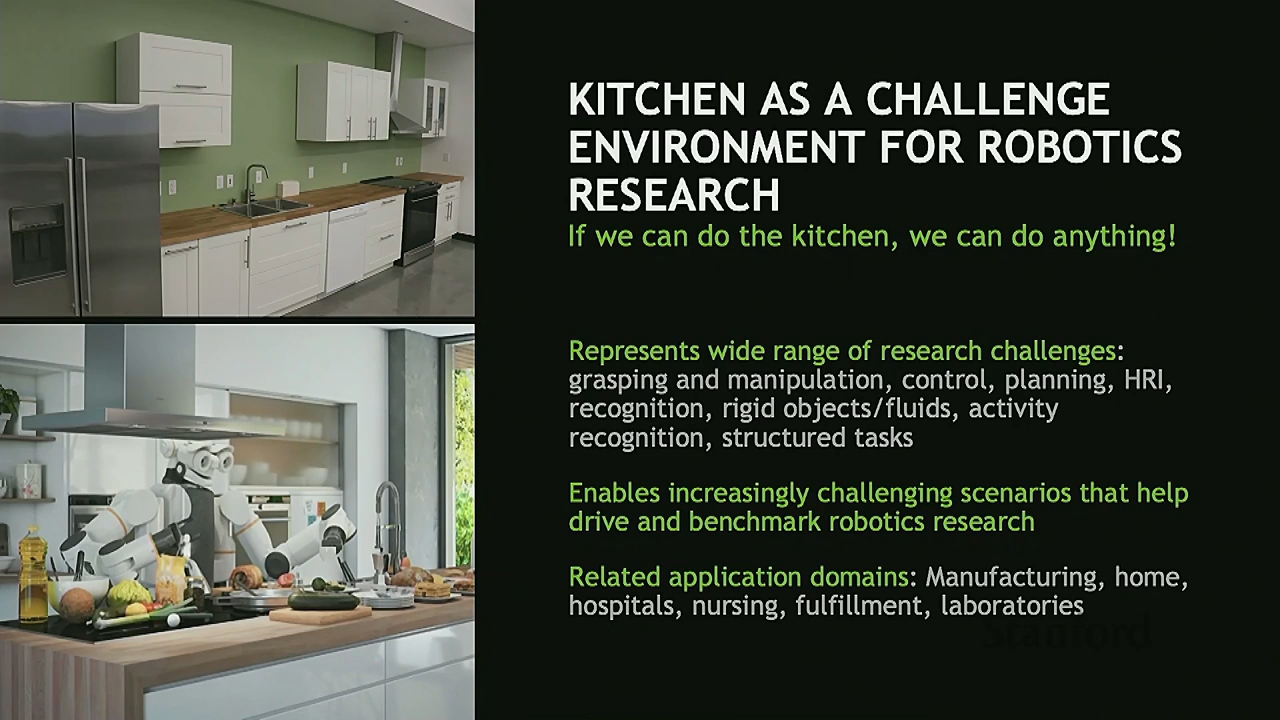 KITCHEN AS A CHALLENGE
ENVIRONMENT FOR ROBOTICS
RESEARCH
If we can do the kitchen, we can do anything!
Represents wide range of research challenges:
grasping and manipulation, control, planning, HRI,
recognition, rigid objects/fluids, activity
recognition, structured tasks
Enables increasingly challenging scenarios that help
drive and benchmark robotics research
Related application domains: Manufacturing, home,
hospitals, nursing, fulfillment, laboratories
Stanford